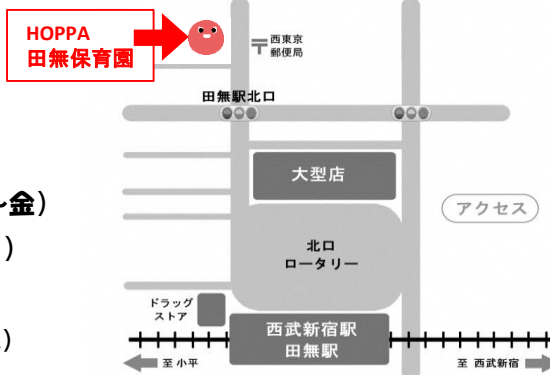 HOPPA
田無保育園
西東京
郵便局
田無駅北口
大型店
～金)
アクセス
)
北口
ロータリー
ドラッグ
ストア
西武新宿駅
田無駅
)
至 小平
至 西武新宿